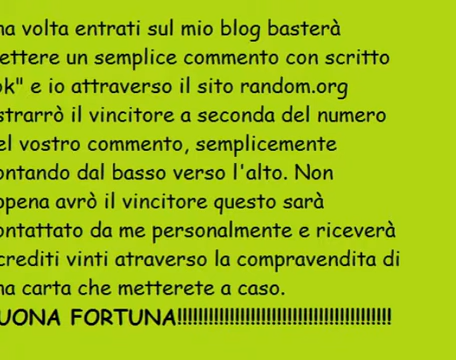 na volta entrati sul mio blog basterà
ettere un semplice commento con scritto
ok" e io attraverso il sito random.org
strarrò il vincitore a seconda del numero
el vostro commento, semplicemente
ontando dal basso verso l'alto. Non
ppena avrò il vincitore questo sarà
ontattato da me personalmente e riceverà
crediti vinti atraverso la compravendita di
na carta che metterete a caso.
UONA FORTUNA!!!!!!!!!!!!!!!!!!!!!!!!!!!!!!!!!!!!!!!!!